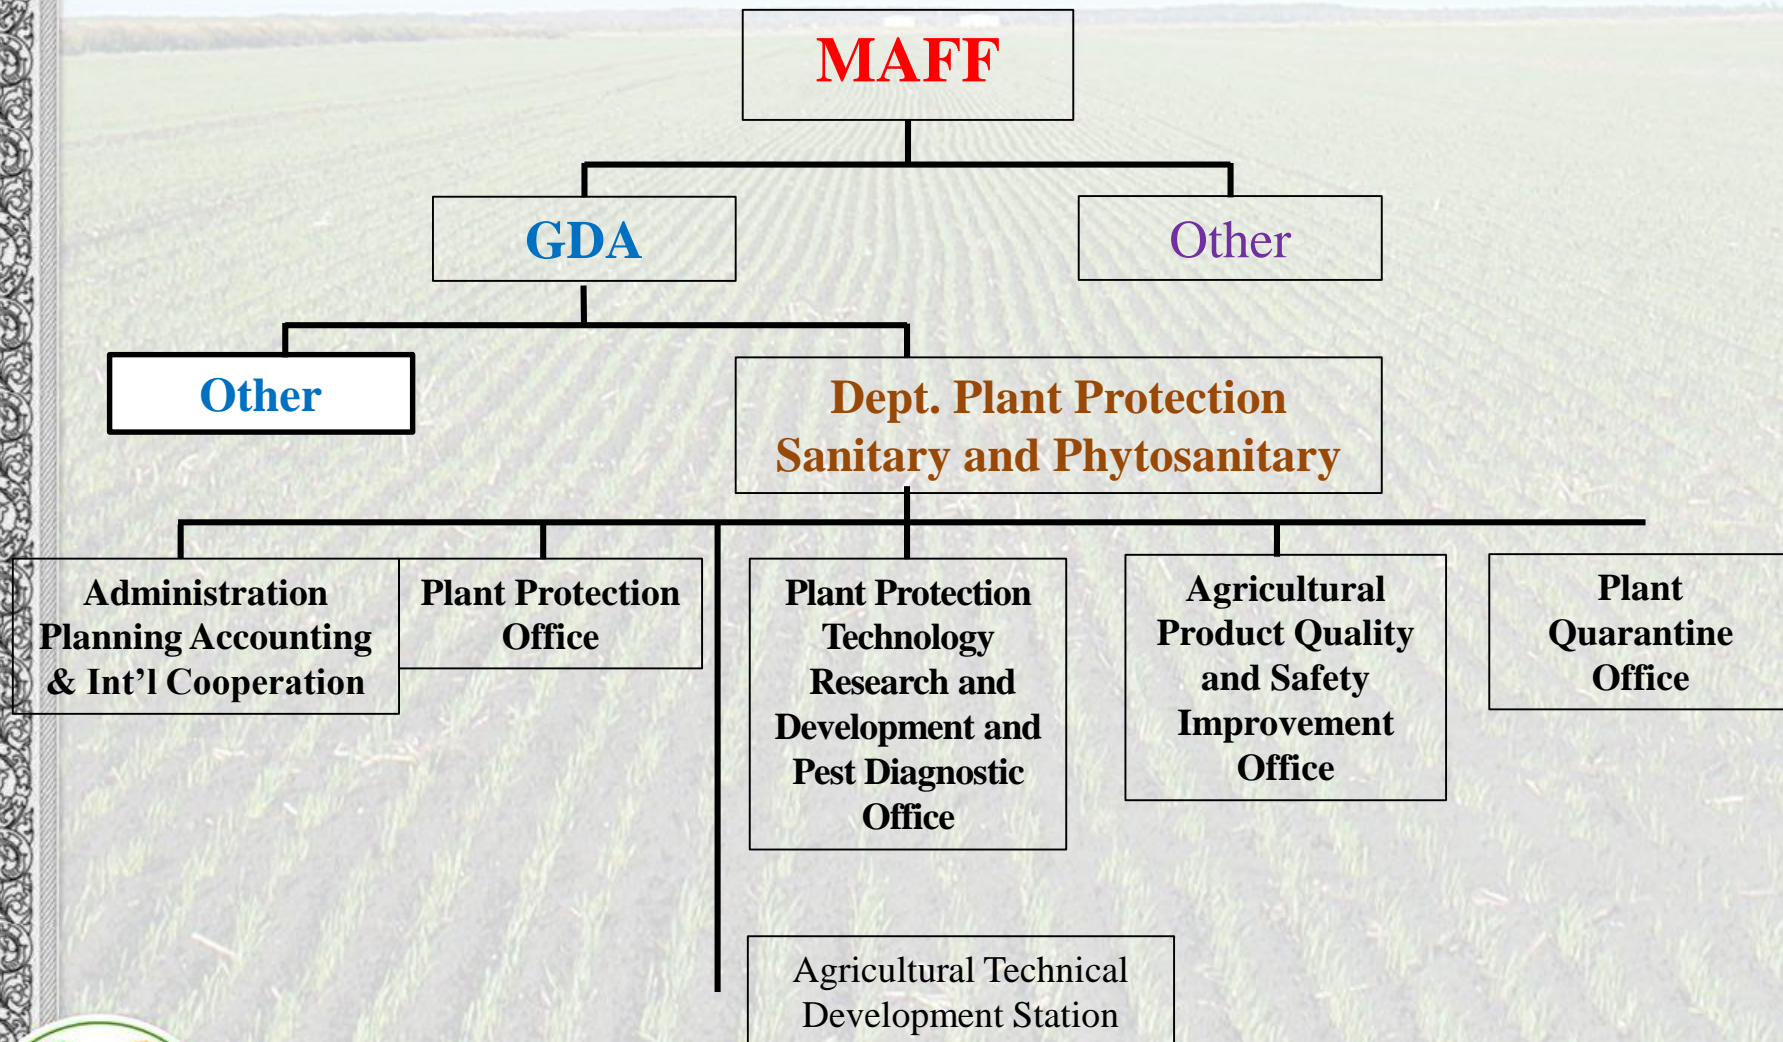 MAFF
GDA
Other
Other
Dept. Plant Protection
Sanitary and Phytosanitary
Administration
Planning Accounting
& Int’l Cooperation
Plant Protection
Office
Plant Protection
Technology
Research and
Development and
Pest Diagnostic
Office
Agricultural
Product Quality
and Safety
Improvement
Office
Plant
Quarantine
Office
Agricultural Technical
Development Station